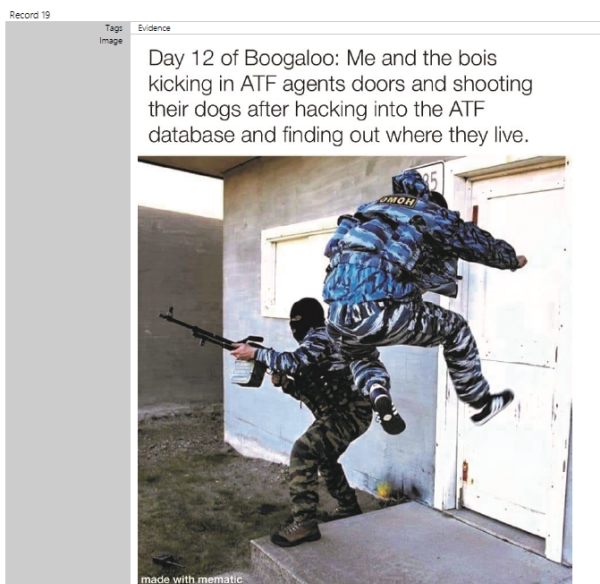 Record 19
Tags Evidence
Image
Day 12 of Boogaloo: Me and the bois
kicking in ATF agents doors and shooting
their dogs after hacking into the ATF
database and finding out where they live.
35
ОМОН
made with mematic